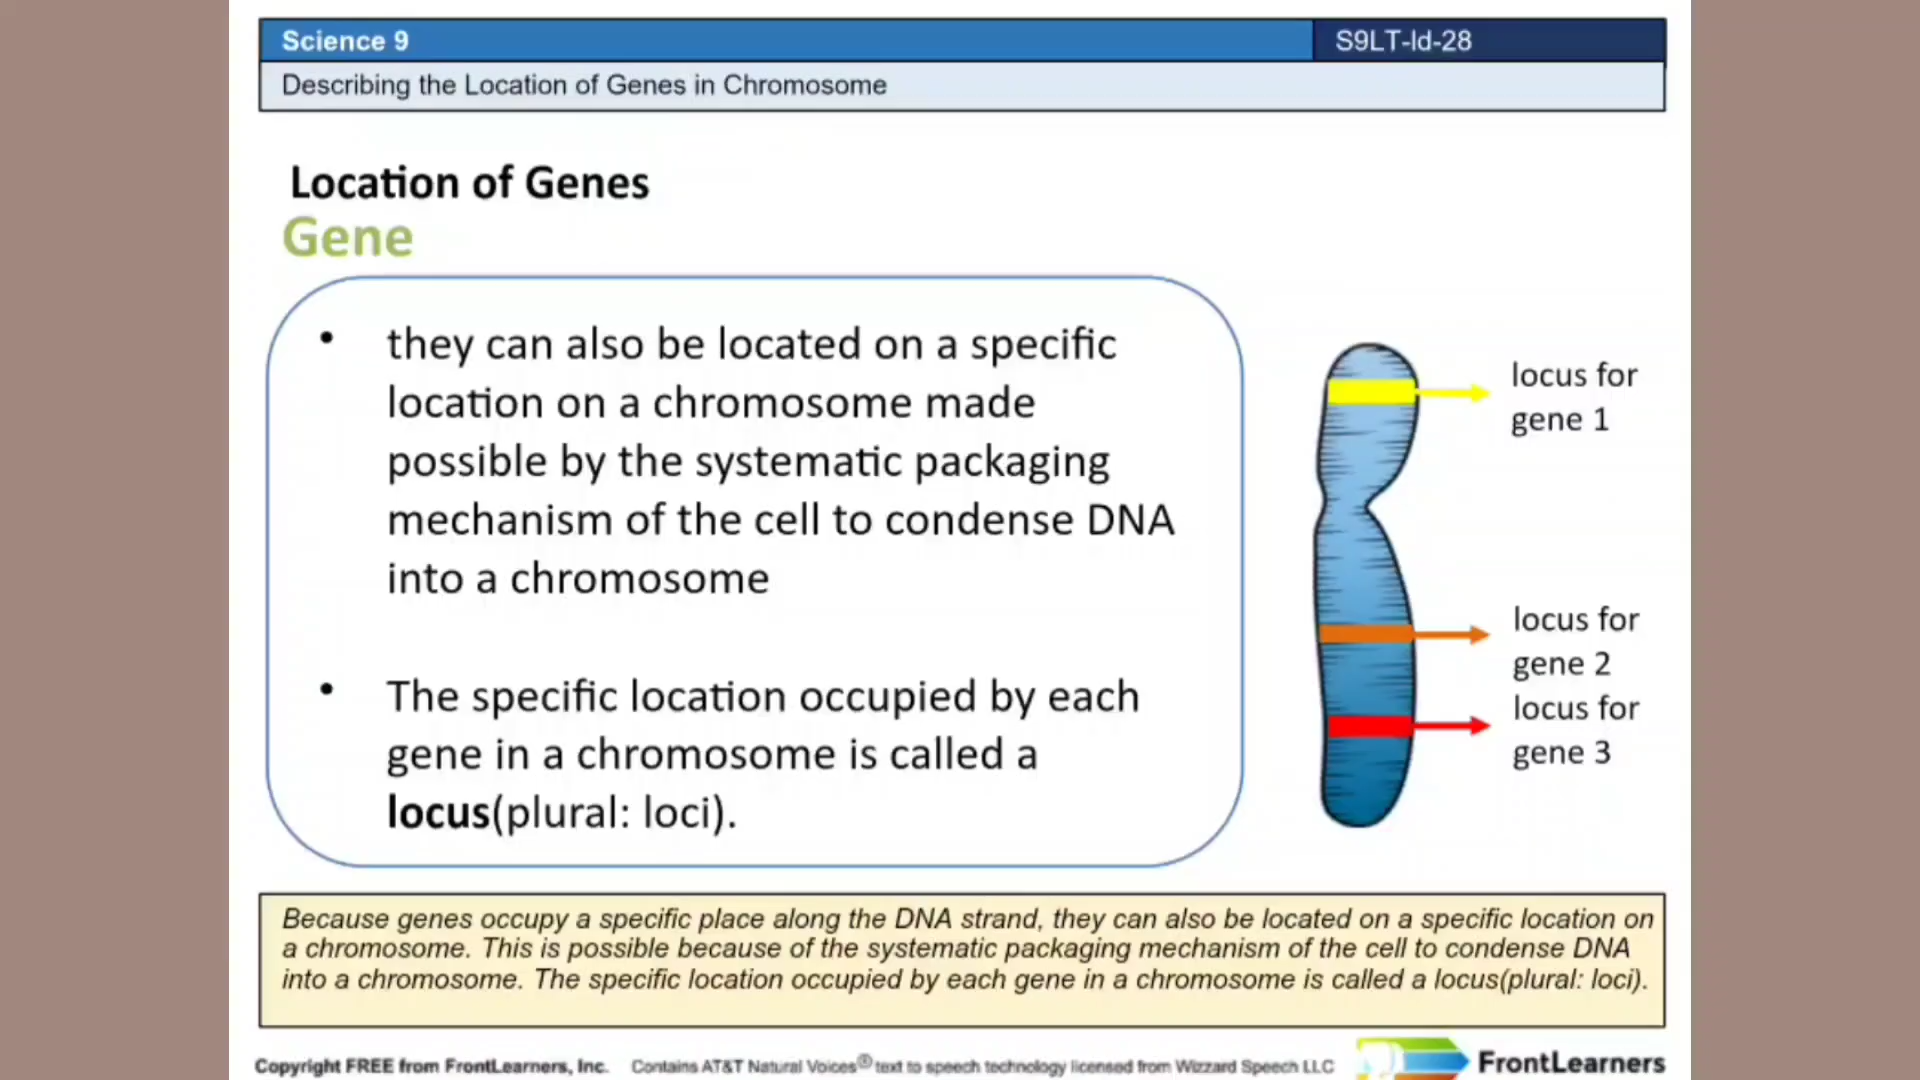 Science 9
S9LT-Id-28
Describing the Location of Genes in Chromosome
Location of Genes
Gene
• they can also be located on a specific
location on a chromosome made
possible by the systematic packaging
mechanism of the cell to condense DNA
into a chromosome
• The specific location occupied by each
gene in a chromosome is called a
locus(plural: loci).
locus for
gene 1
locus for
gene 2
locus for
gene 3
Because genes occupy a specific place along the DNA strand, they can also be located on a specific location on
a chromosome. This is possible because of the systematic packaging mechanism of the cell to condense DNA
into a chromosome. The specific location occupied by each gene in a chromosome is called a locus(plural: loci).
Copyright FREE from FrontLearners, Inc. Contains AT&T Natural Voices® text to speech technology licensed from Wizzard Speech LLC
FrontLearners